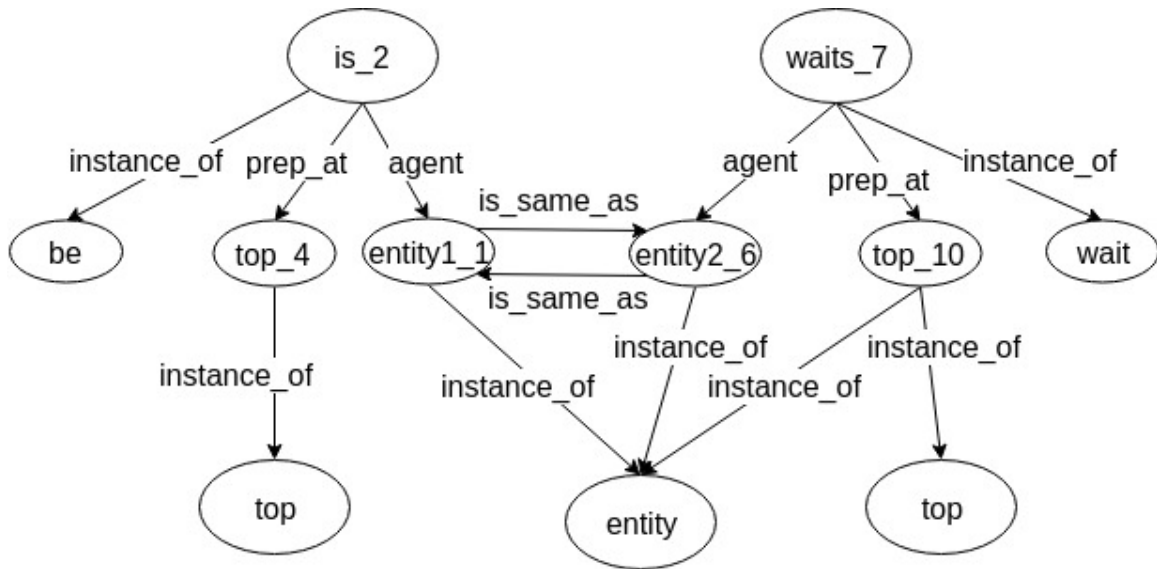 is_2
waits_7
instance_of
prep_at
agent
agent
prep_at
instance_of
is_same_as
be
top_4
entity1_1
entity2_6
top_10
wait
is_same_as
instance_of
instance_of
instance_of
instance_of
instance_of
top
entity
top